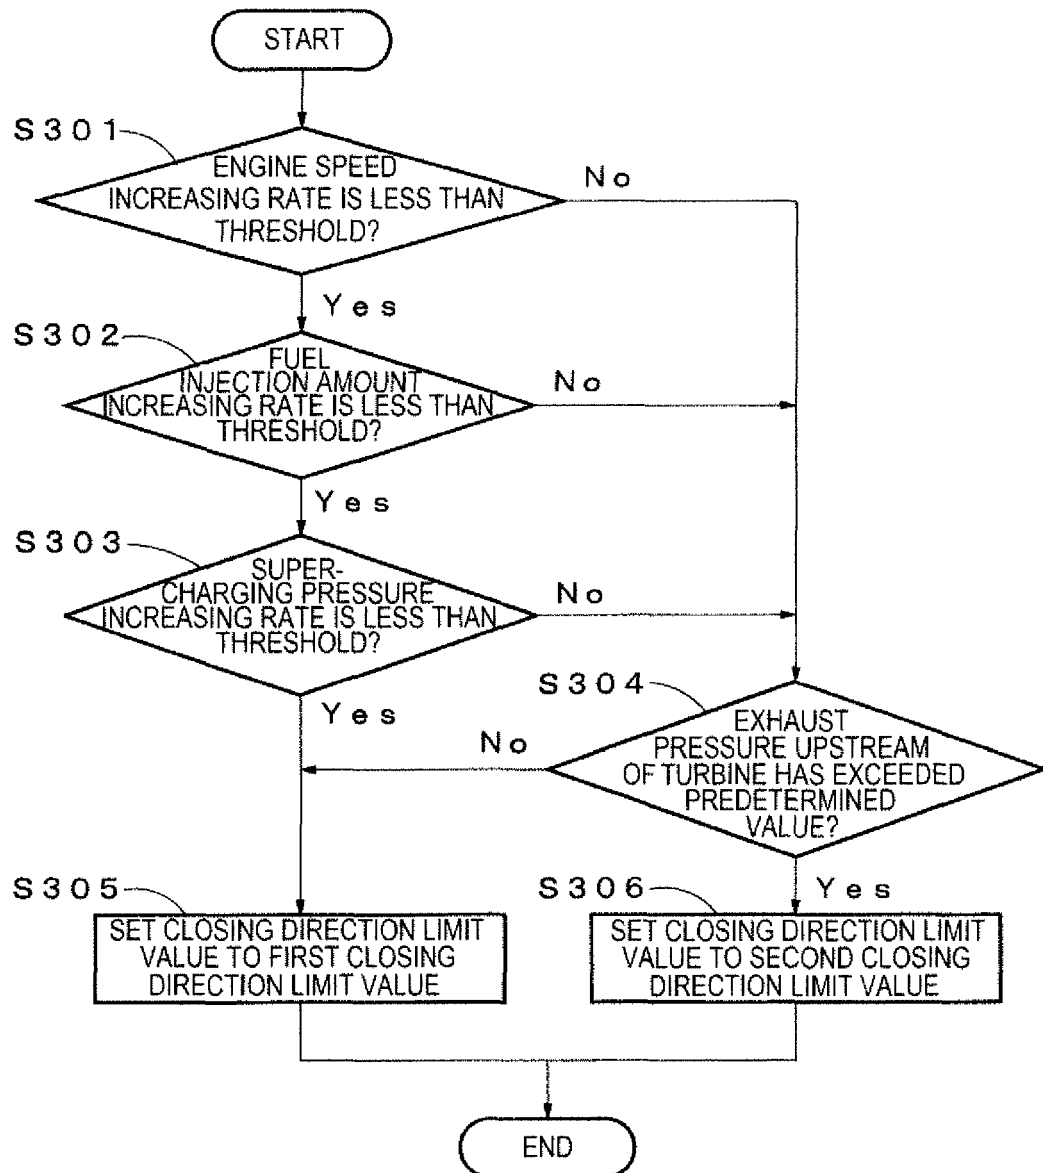 START
S301
ENGINE SPEED
INCREASING RATE IS LESS THAN
THRESHOLD?
No
Yes
S302
FUEL
INJECTION AMOUNT
INCREASING RATE IS LESS THAN
THRESHOLD?
No
Yes
S303
SUPER-
CHARGING PRESSURE
INCREASING RATE IS LESS THAN
THRESHOLD?
No
Yes
S304
EXHAUST
PRESSURE UPSTREAM
OF TURBINE HAS EXCEEDED
PREDETERMINED
VALUE?
No
Yes
S305
SET CLOSING DIRECTION LIMIT
VALUE TO FIRST CLOSING
DIRECTION LIMIT VALUE
S306
SET CLOSING DIRECTION LIMIT
VALUE TO SECOND CLOSING
DIRECTION LIMIT VALUE
END